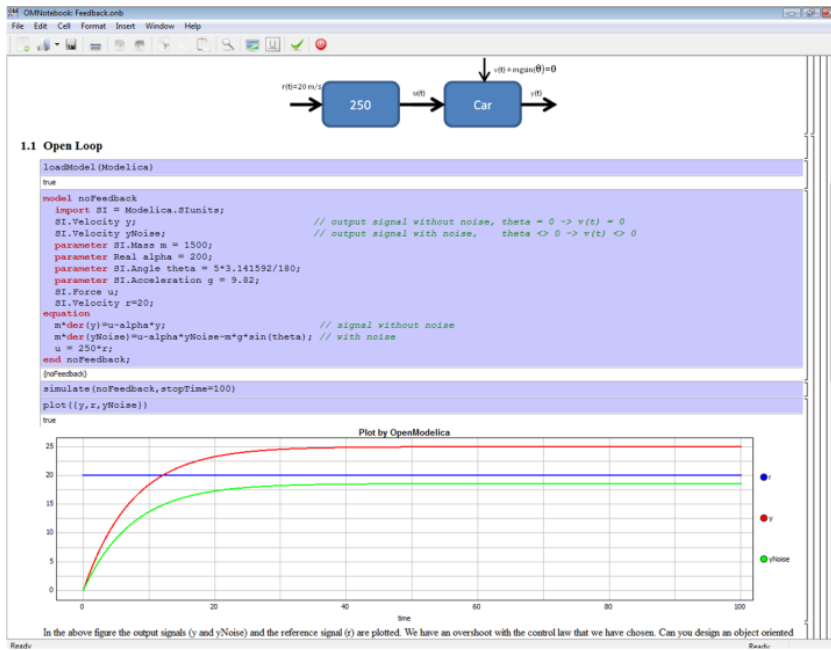 OMNotebook: Feedback.onb
File Edit Cell Format Insert Window Help
v(t) = mgsin(θ)=0
r(t)=20 m/s
u(t)
y(t)
250
Car
1.1 Open Loop
loadModel(Modelica)
true
model noFeedback
import SI = Modelica.SIunits;
SI.Velocity y; // output signal without noise, theta = 0 -> v(t) = 0
SI.Velocity yNoise; // output signal with noise, theta <> 0 -> v(t) <> 0
parameter SI.Mass m = 1500;
parameter Real alpha = 200;
parameter SI.Angle theta = 5*3.141592/180;
parameter SI.Acceleration g = 9.82;
SI.Force u;
SI.Velocity r=20;
equation
m*der(y)=u-alpha*y; // signal without noise
m*der(yNoise)=u-alpha*yNoise-m*g*sin(theta); // with noise
u = 250*r;
end noFeedback;
{noFeedback}
simulate(noFeedback,stopTime=100)
plot({y,r,yNoise})
true
Plot by OpenModelica
25
20
15
10
5
0
r
y
yNoise
0 20 40 60 80 100
time
In the above figure the output signals (y and yNoise) and the reference signal (r) are plotted. We have an overshoot with the control law that we have chosen. Can you design an object oriented
Ready Ready